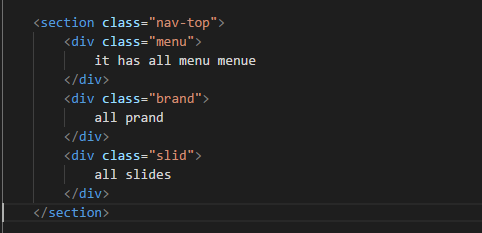 <section class="nav-top">
<div class="menu">
it has all menu menue
</div>
<div class="brand">
all prand
</div>
<div class="slid">
all slides
</div>
</section>